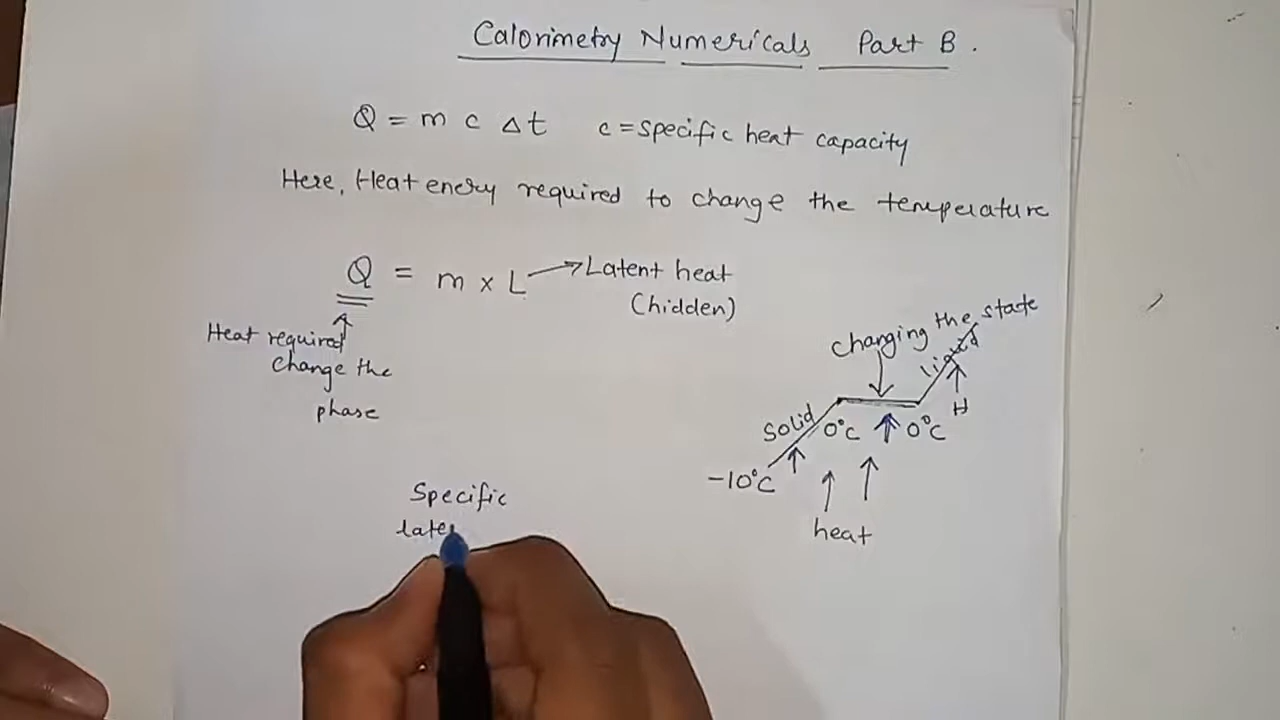 Calorimetry Numericals Part B.
Q = m c Δt c = specific heat capacity
Here, Heat enery required to change the temperature
Q = m x L → Latent heat
(hidden)
Heat required
change the
phase
changing the state
liquid
H
Solid
0°C 0°C
-10°C
heat
Specific
late